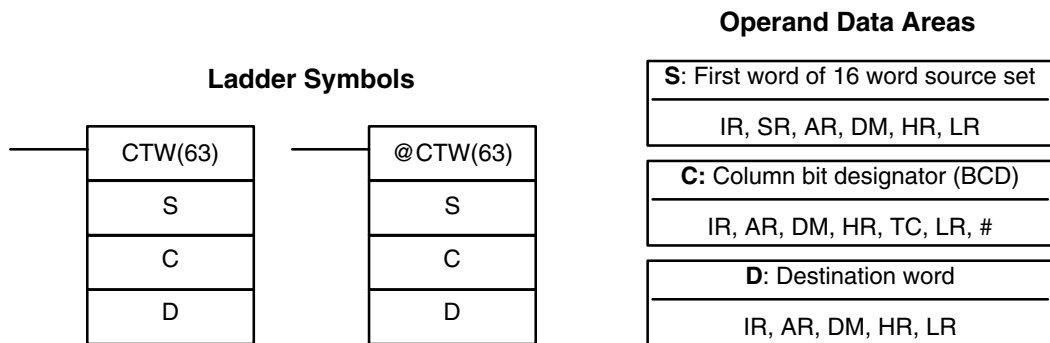 Ladder Symbols
CTW(63)
S
C
D
@CTW(63)
S
C
D
Operand Data Areas
S: First word of 16 word source set
IR, SR, AR, DM, HR, LR
C: Column bit designator (BCD)
IR, AR, DM, HR, TC, LR, #
D: Destination word
IR, AR, DM, HR, LR